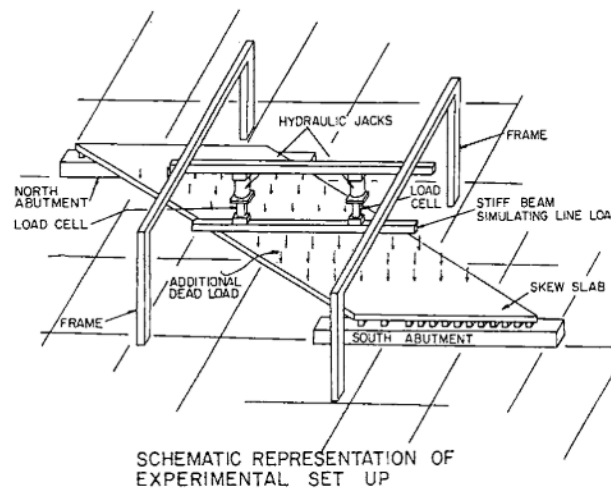 HYDRAULIC JACKS
FRAME
NORTH
ABUTMENT
LOAD CELL
LOAD
CELL
STIFF BEAM
SIMULATING LINE LOA
ADDITIONAL
DEAD LOAD
SKEW SLAB
FRAME
SOUTH ABUTMENT
SCHEMATIC REPRESENTATION OF
EXPERIMENTAL SET UP